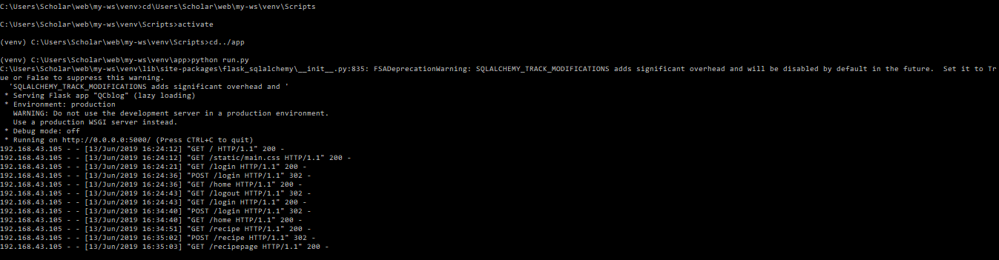 C:\Users\Scholar\web\my-ws\venv>cd\Users\Scholar\web\my-ws\venv\Scripts
C:\Users\Scholar\web\my-ws\venv\Scripts>activate
(venv) C:\Users\Scholar\web\my-ws\venv\Scripts>cd../app
(venv) C:\Users\Scholar\web\my-ws\venv\app>python run.py
C:\Users\Scholar\web\my-ws\venv\lib\site-packages\flask_sqlalchemy\__init__.py:835: FSADeprecationWarning: SQLALCHEMY_TRACK_MODIFICATIONS adds significant overhead and will be disabled by default in the future.  Set it to Tr
ue or False to suppress this warning.
  'SQLALCHEMY_TRACK_MODIFICATIONS adds significant overhead and '
 * Serving Flask app "QCblog" (lazy loading)
 * Environment: production
   WARNING: Do not use the development server in a production environment.
   Use a production WSGI server instead.
 * Debug mode: off
 * Running on http://0.0.0.0:5000/ (Press CTRL+C to quit)
192.168.43.105 - - [13/Jun/2019 16:24:12] "GET / HTTP/1.1" 200 -
192.168.43.105 - - [13/Jun/2019 16:24:12] "GET /static/main.css HTTP/1.1" 200 -
192.168.43.105 - - [13/Jun/2019 16:24:21] "GET /login HTTP/1.1" 200 -
192.168.43.105 - - [13/Jun/2019 16:24:36] "POST /login HTTP/1.1" 302 -
192.168.43.105 - - [13/Jun/2019 16:24:36] "GET /home HTTP/1.1" 200 -
192.168.43.105 - - [13/Jun/2019 16:24:43] "GET /logout HTTP/1.1" 302 -
192.168.43.105 - - [13/Jun/2019 16:24:43] "GET /login HTTP/1.1" 200 -
192.168.43.105 - - [13/Jun/2019 16:34:40] "POST /login HTTP/1.1" 302 -
192.168.43.105 - - [13/Jun/2019 16:34:40] "GET /home HTTP/1.1" 200 -
192.168.43.105 - - [13/Jun/2019 16:34:51] "GET /recipe HTTP/1.1" 200 -
192.168.43.105 - - [13/Jun/2019 16:35:02] "POST /recipe HTTP/1.1" 302 -
192.168.43.105 - - [13/Jun/2019 16:35:03] "GET /recipepage HTTP/1.1" 200 -